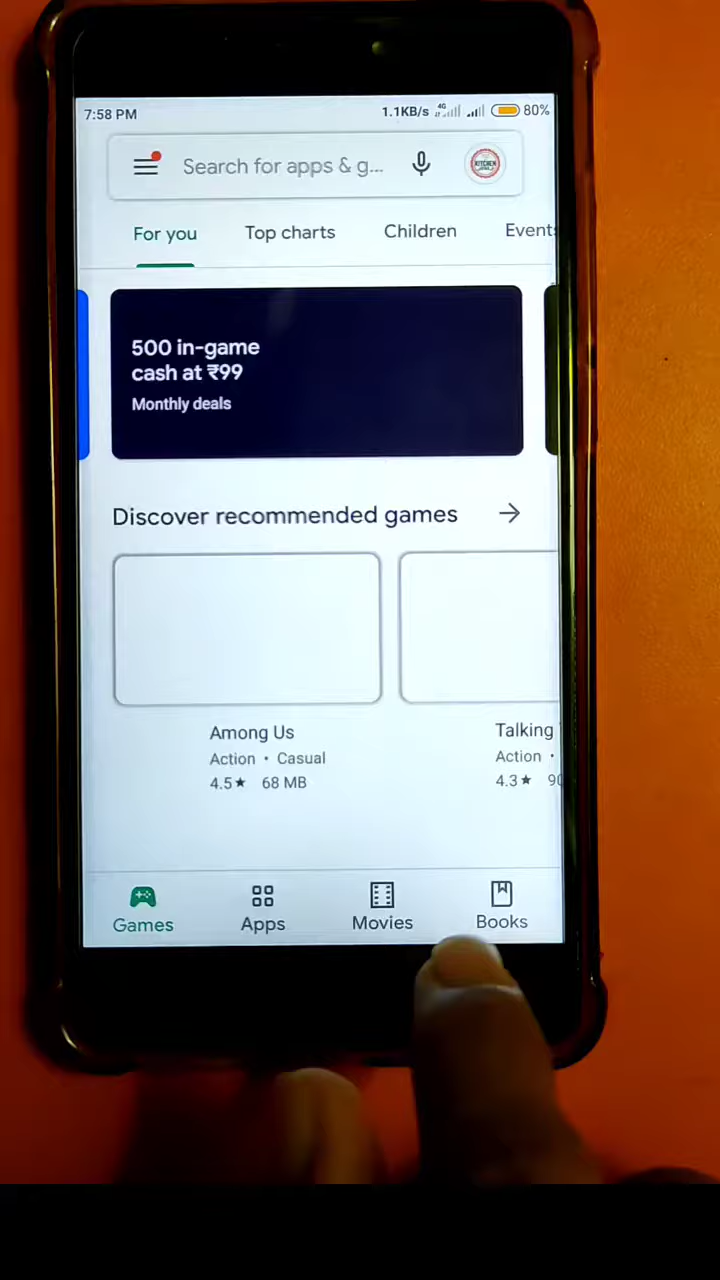 7:58 PM 1.1KB/s 4G 80%
Search for apps & g...
KITCHEN
For you Top charts Children Events
500 in-game
cash at ₹99
Monthly deals
Discover recommended games
Among Us
Action • Casual
4.5★ 68 MB
Talking
Action •
4.3★ 90
Games Apps Movies Books